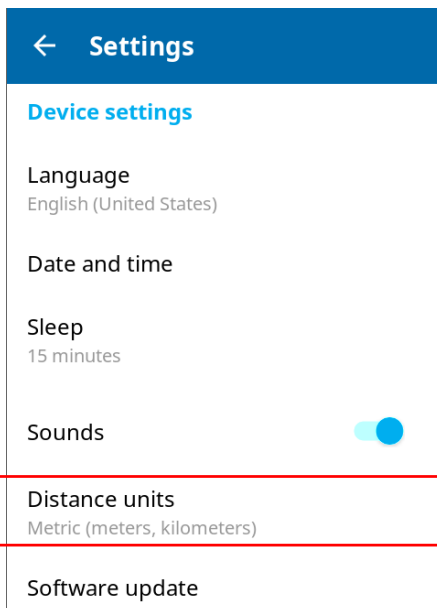 Settings
Device settings
Language
English (United States)
Date and time
Sleep
15 minutes
Sounds
Distance units
Metric (meters, kilometers)
Software update